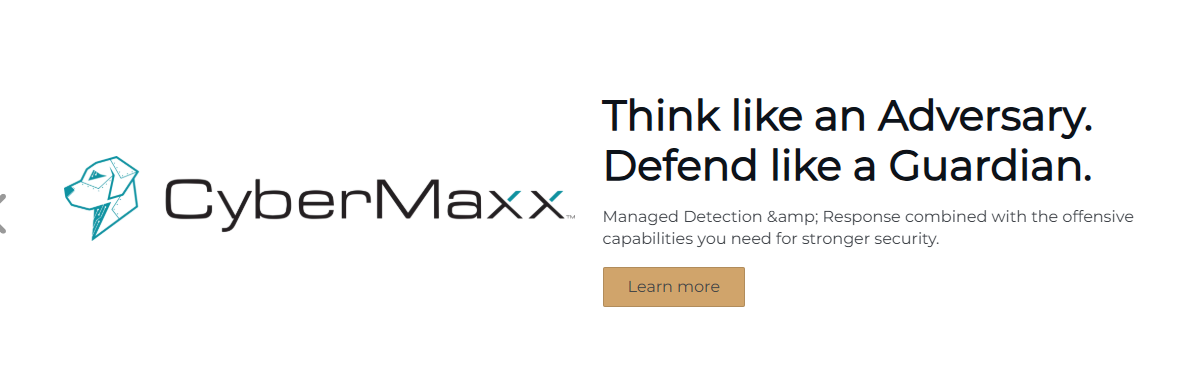 CyberMaxx™
Think like an Adversary.
Defend like a Guardian.
Managed Detection &amp; Response combined with the offensive
capabilities you need for stronger security.
Learn more